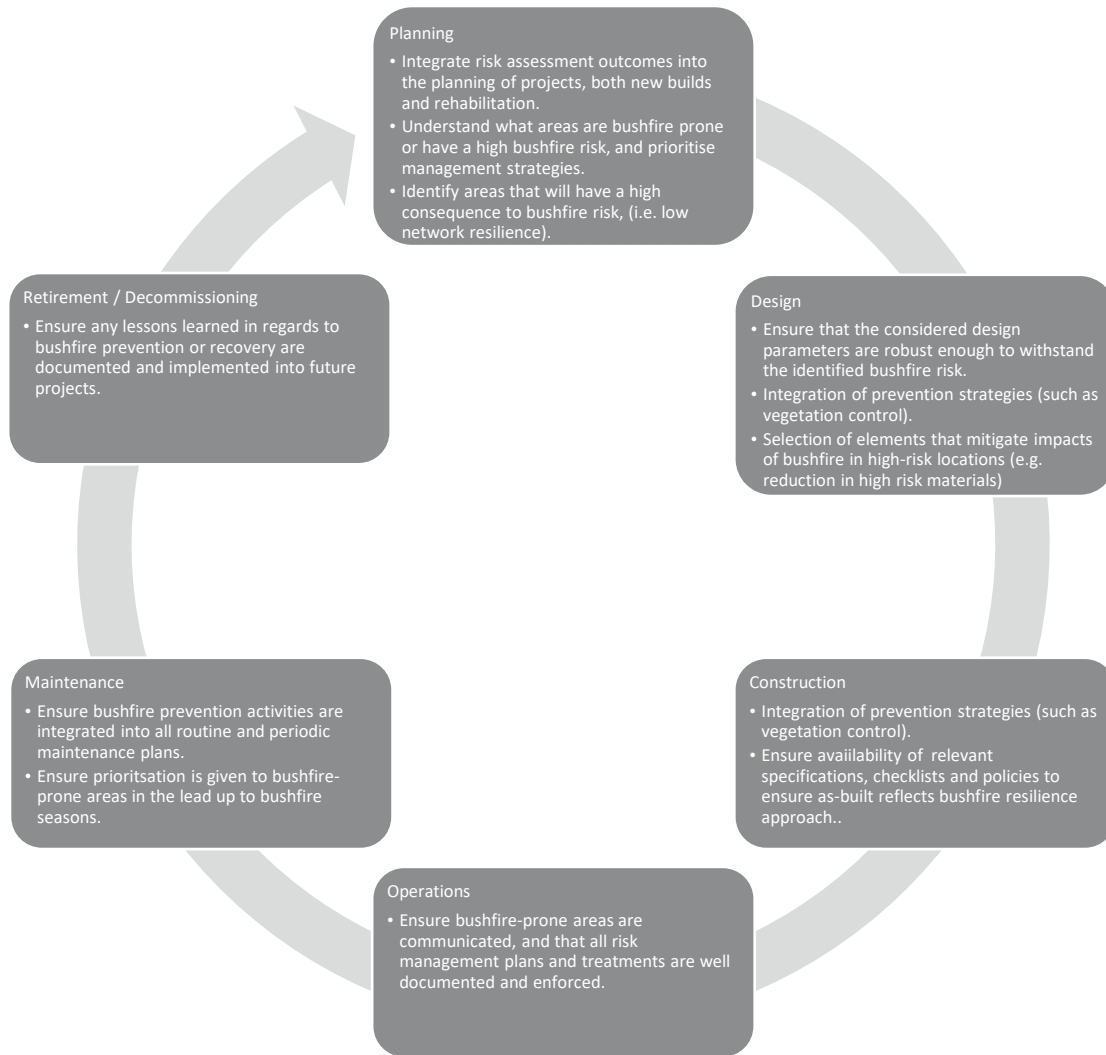 Planning
• Integrate risk assessment outcomes into
the planning of projects, both new builds
and rehabilitation.
• Understand what areas are bushfire prone
or have a high bushfire risk, and prioritise
management strategies.
• Identify areas that will have a high
consequence to bushfire risk, (i.e. low
network resilience).
Design
• Ensure that the considered design
parameters are robust enough to withstand
the identified bushfire risk.
• Integration of prevention strategies (such as
vegetation control).
• Selection of elements that mitigate impacts
of bushfire in high-risk locations (e.g.
reduction in high risk materials)
Construction
• Integration of prevention strategies (such as
vegetation control).
• Ensure avaiilability of relevant
specifications, checklists and policies to
ensure as-built reflects bushfire resilience
approach..
Operations
• Ensure bushfire-prone areas are
communicated, and that all risk
management plans and treatments are well
documented and enforced.
Maintenance
• Ensure bushfire prevention activities are
integrated into all routine and periodic
maintenance plans.
• Ensure prioritsation is given to bushfire-
prone areas in the lead up to bushfire
seasons.
Retirement / Decommissioning
• Ensure any lessons learned in regards to
bushfire prevention or recovery are
documented and implemented into future
projects.